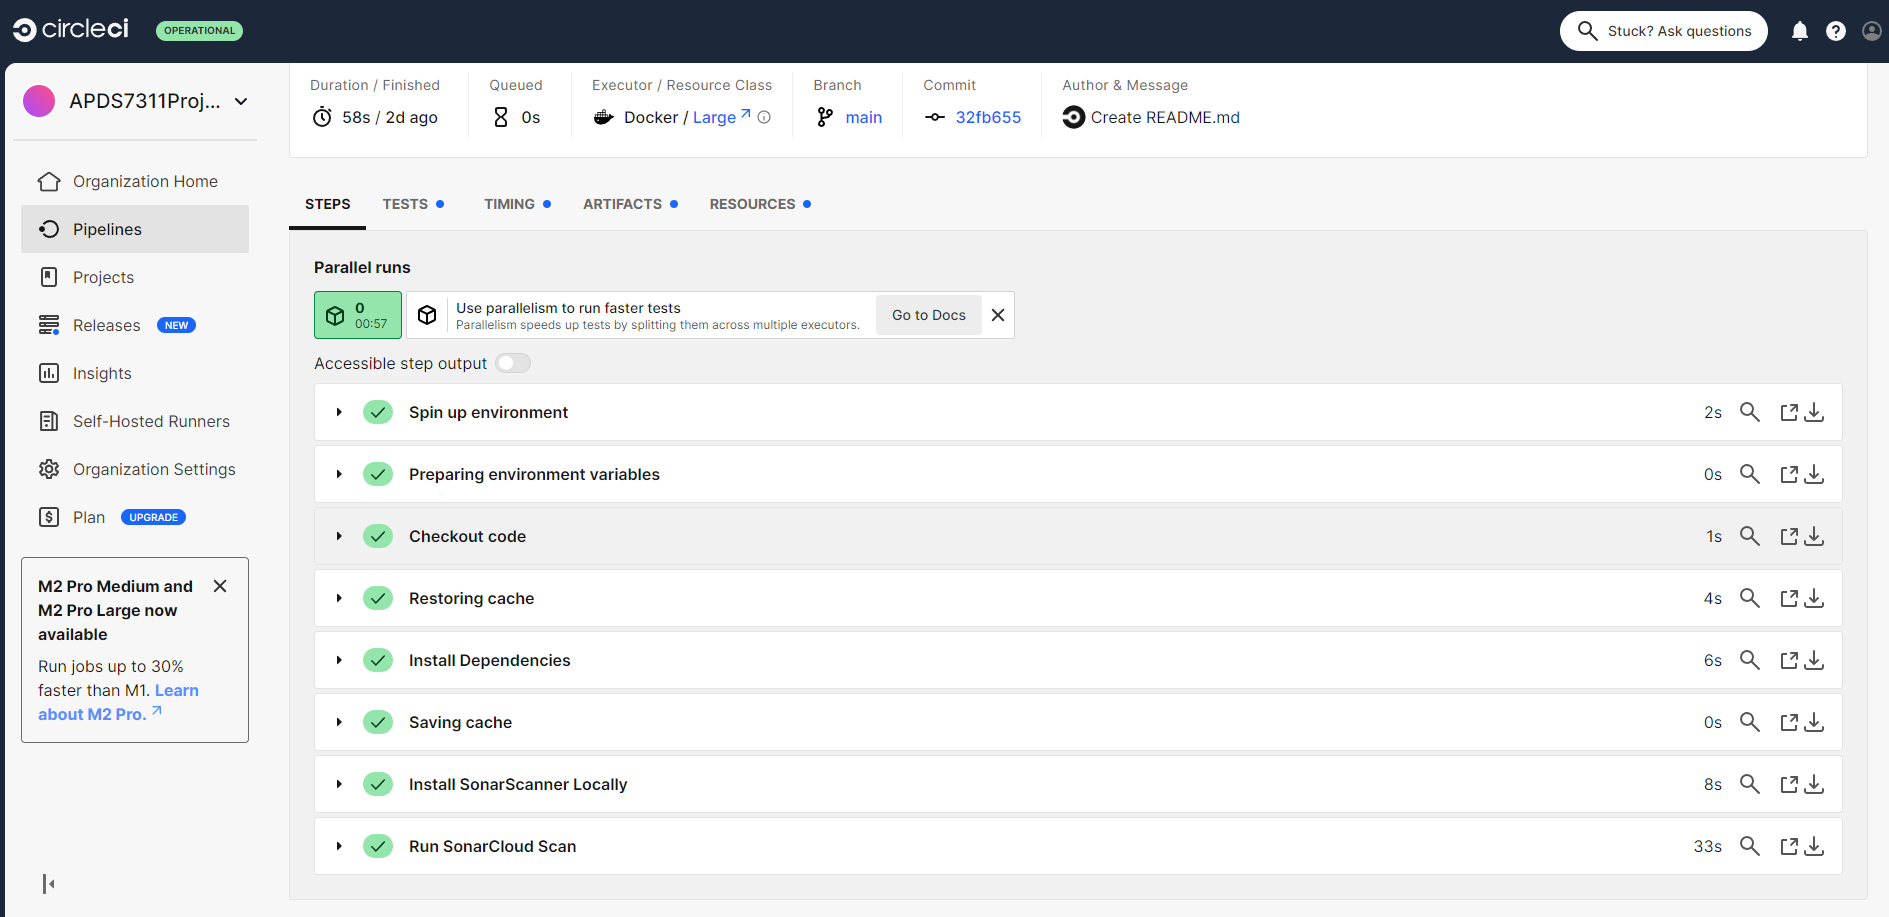 circleci
OPERATIONAL
Stuck? Ask questions
APDS7311Proj...
Organization Home
Pipelines
Projects
Releases NEW
Insights
Self-Hosted Runners
Organization Settings
Plan UPGRADE
M2 Pro Medium and
M2 Pro Large now
available
Run jobs up to 30%
faster than M1. Learn
about M2 Pro.
Duration / Finished
58s / 2d ago
Queued
0s
Executor / Resource Class
Docker / Large
Branch
main
Commit
32fb655
Author & Message
Create README.md
STEPS TESTS TIMING ARTIFACTS RESOURCES
Parallel runs
0
00:57
Use parallelism to run faster tests
Parallelism speeds up tests by splitting them across multiple executors.
Go to Docs
Accessible step output
Spin up environment 2s
Preparing environment variables 0s
Checkout code 1s
Restoring cache 4s
Install Dependencies 6s
Saving cache 0s
Install SonarScanner Locally 8s
Run SonarCloud Scan 33s